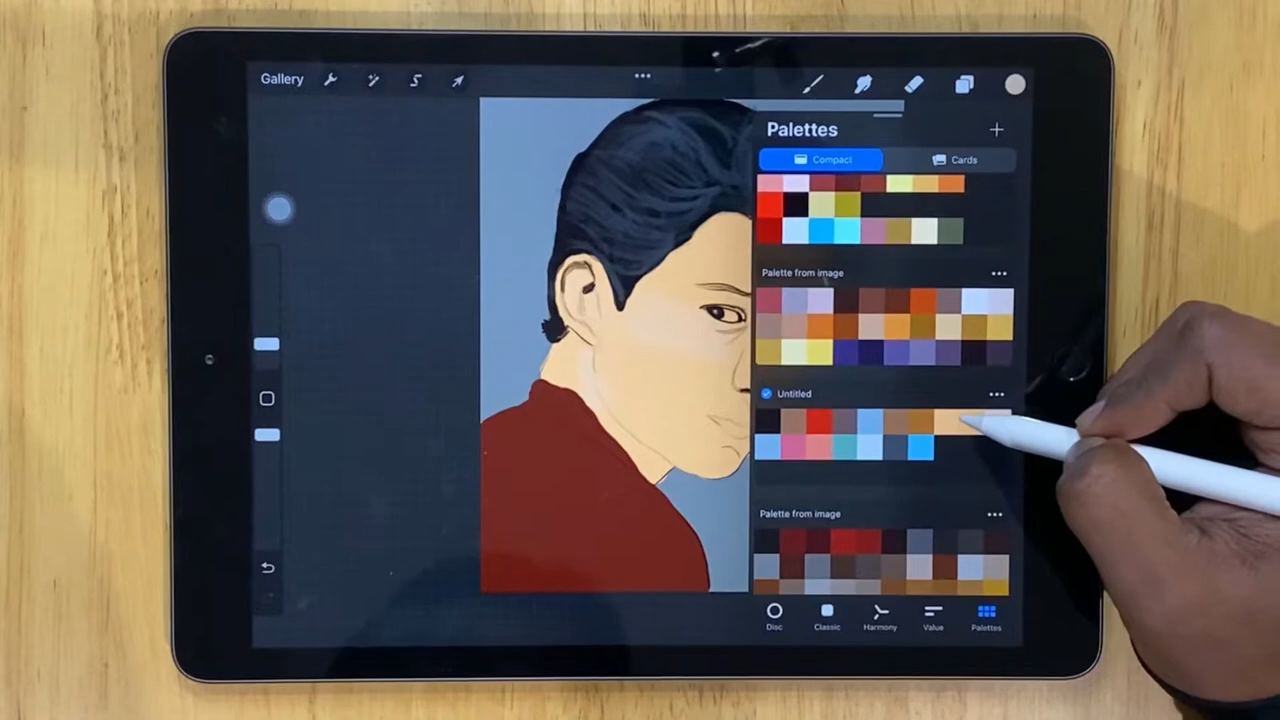 Gallery
Palettes
Compact
Cards
Palette from image
Untitled
Palette from image
Disc
Classic
Harmony
Value
Palettes